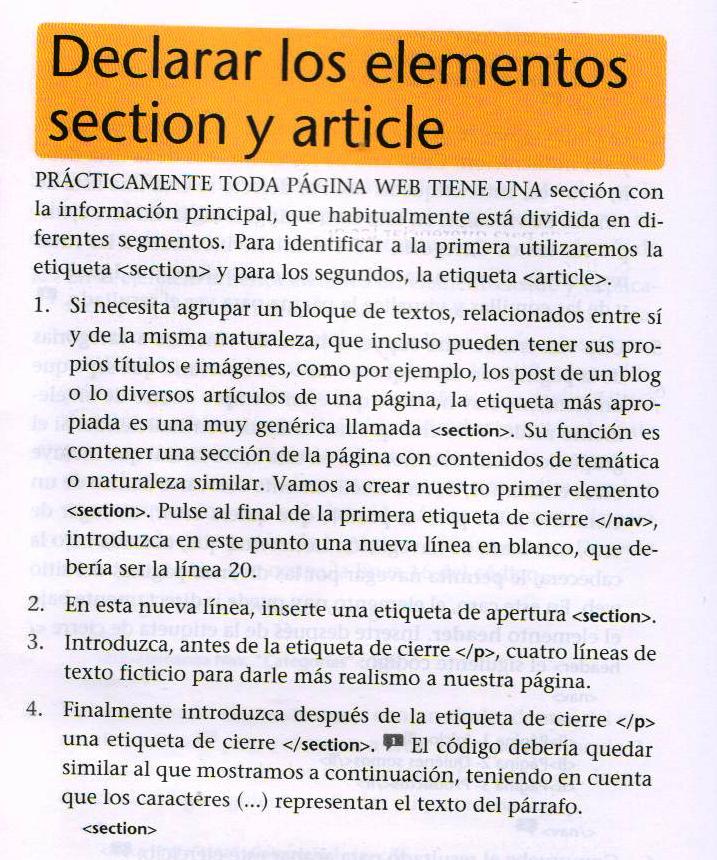 Declarar los elementos
section y article
PRÁCTICAMENTE TODA PÁGINA WEB TIENE UNA sección con
la información principal, que habitualmente está dividida en di-
ferentes segmentos. Para identificar a la primera utilizaremos la
etiqueta <section> y para los segundos, la etiqueta <article>.
1. Si necesita agrupar un bloque de textos, relacionados entre sí
y de la misma naturaleza, que incluso pueden tener sus pro-
pios títulos e imágenes, como por ejemplo, los post de un blog
o lo diversos artículos de una página, la etiqueta más apro-
piada es una muy genérica llamada <section>. Su función es
contener una sección de la página con contenidos de temática
o naturaleza similar. Vamos a crear nuestro primer elemento
<section>. Pulse al final de la primera etiqueta de cierre </nav>,
introduzca en este punto una nueva línea en blanco, que de-
bería ser la línea 20.
2. En esta nueva línea, inserte una etiqueta de apertura <section>.
3. Introduzca, antes de la etiqueta de cierre </p>, cuatro líneas de
texto ficticio para darle más realismo a nuestra página.
4. Finalmente introduzca después de la etiqueta de cierre </p>
una etiqueta de cierre </section>. 1 El código debería quedar
similar al que mostramos a continuación, teniendo en cuenta
que los caractéres (...) representan el texto del párrafo.
<section>